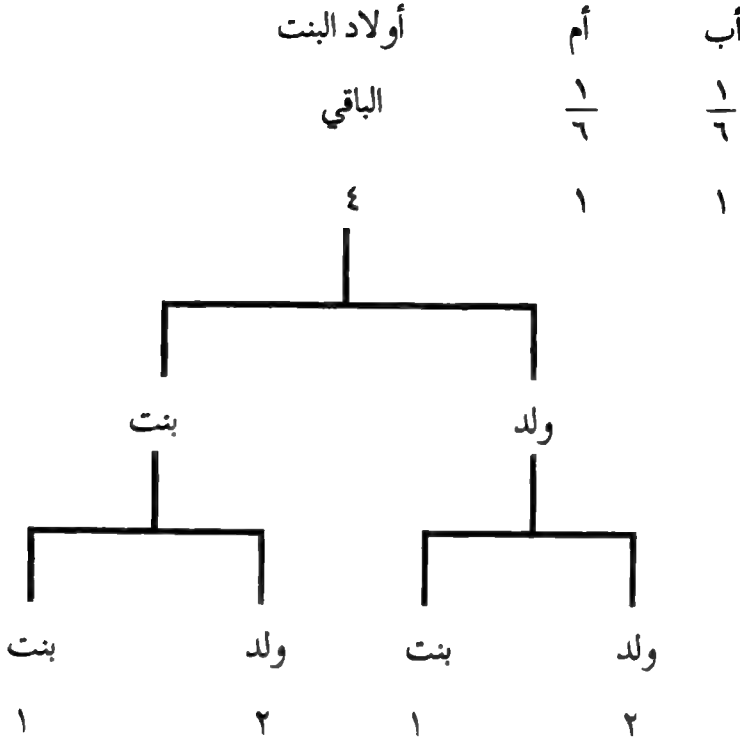 أب أم أولاد البنت
١/٦ ١/٦ الباقي
١ ١ ٤
ولد بنت
ولد بنت ولد بنت
٢ ١ ٢ ١